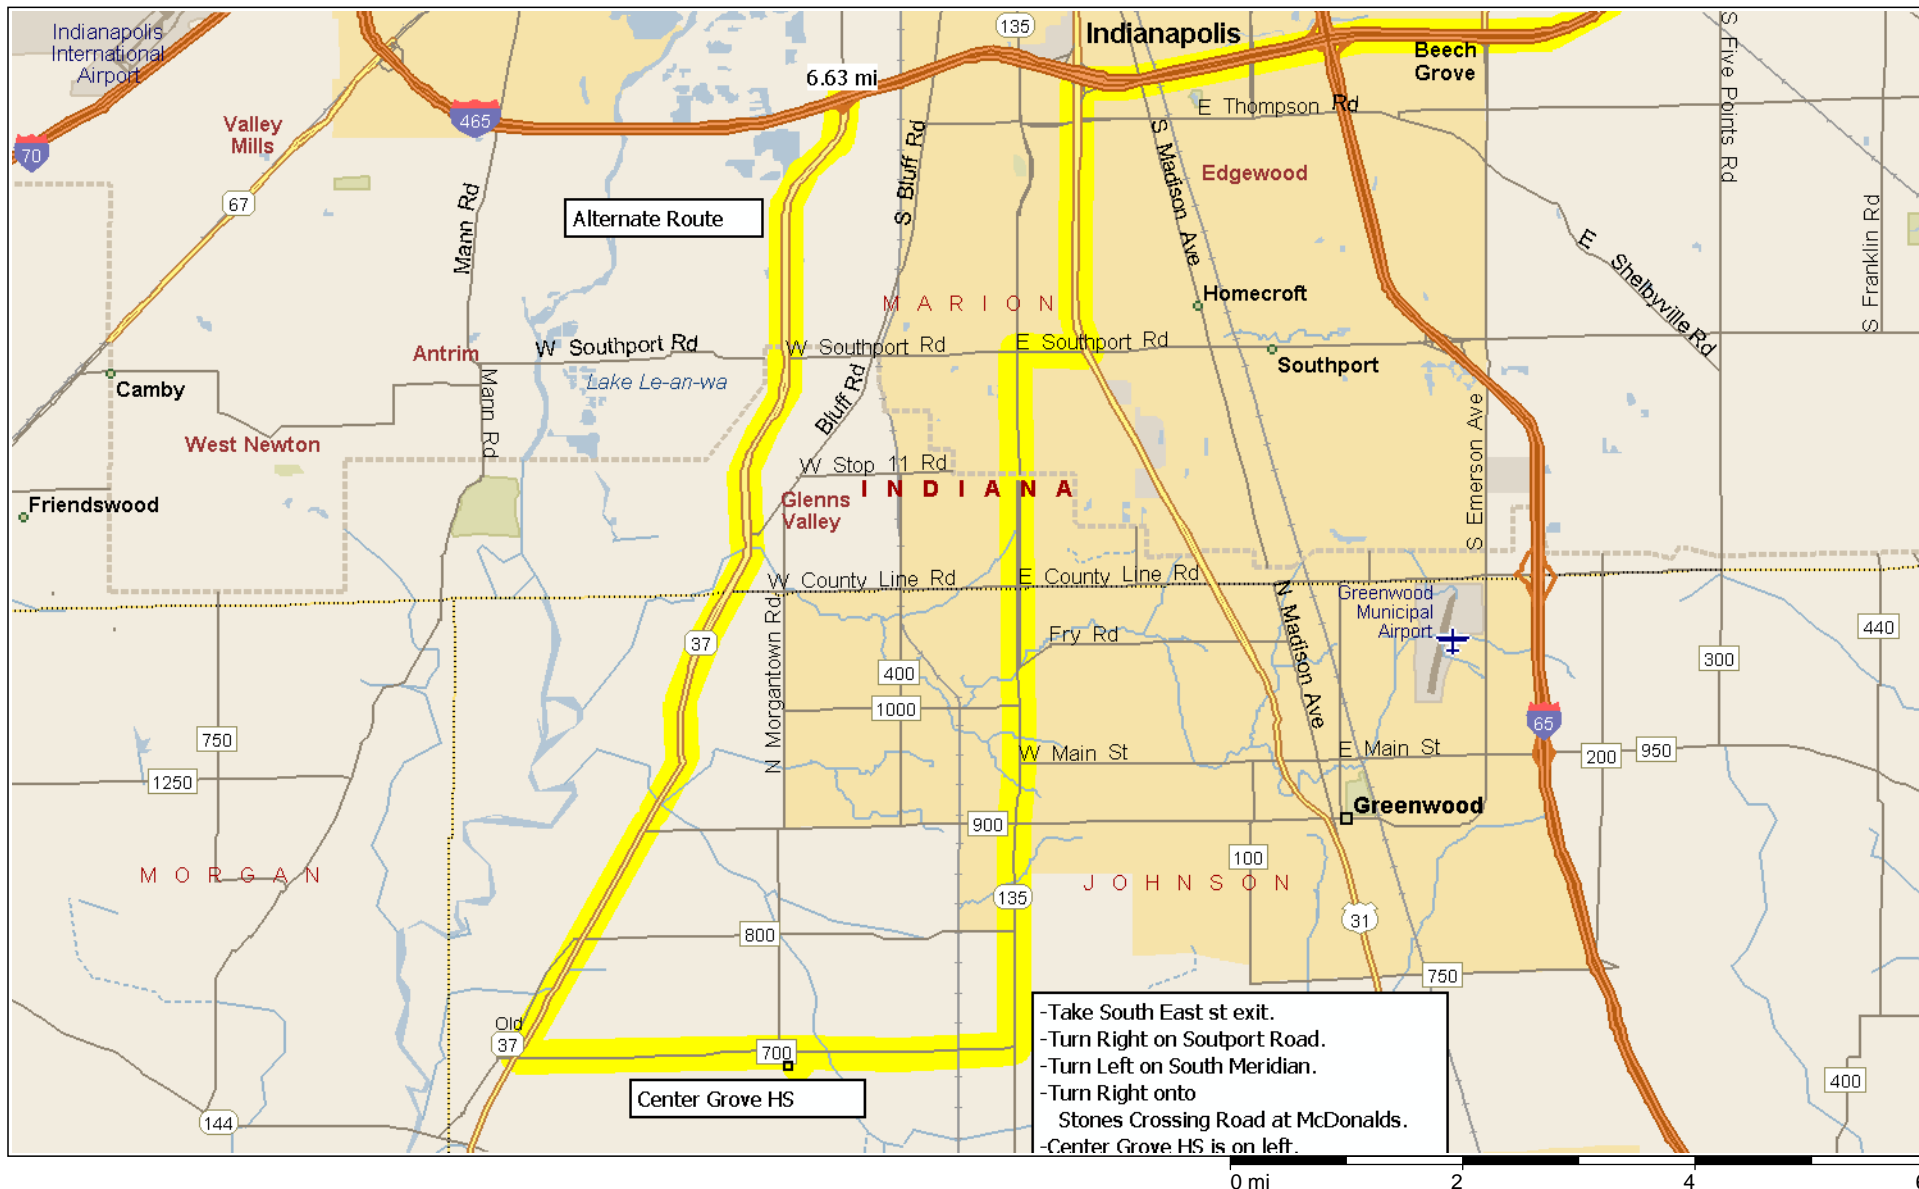 Indianapolis
International
Airport
135
Indianapolis
Beech
Grove
S Five Points Rd
6.63 mi
E Thompson Rd
465
70
Valley
Mills
67
Mann Rd
S Bluff Rd
S Madison Ave
Edgewood
Alternate Route
S Franklin Rd
E Shelbyville Rd
MARION
Homecroft
Antrim
W Southport Rd
W Southport Rd
E Southport Rd
Southport
Camby
Lake Le-an-wa
Mann Rd
Bluff Rd
S Emerson Ave
West Newton
W Stop 11 Rd
INDIANA
Glenns
Valley
Friendswood
W County Line Rd
E County Line Rd
Greenwood
Municipal
Airport
N Morgantown Rd
N Madison Ave
37
Fry Rd
440
300
400
1000
65
750
1250
W Main St
E Main St
200
950
Greenwood
900
100
MORGAN
JOHNSON
135
31
800
750
Old
37
700
Center Grove HS
-Take South East st exit.
-Turn Right on Soutport Road.
-Turn Left on South Meridian.
-Turn Right onto
Stones Crossing Road at McDonalds.
-Center Grove HS is on left.
400
144
0 mi
2
4
6